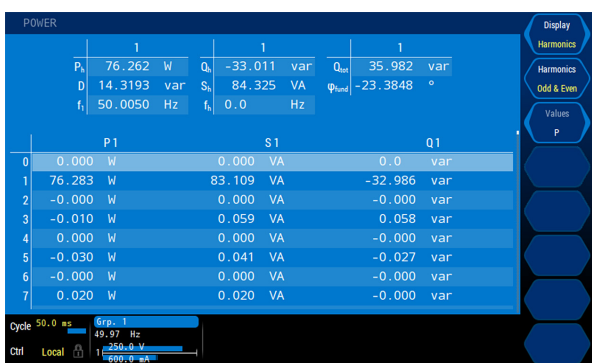 POWER
1 1 1
Ph 76.262 W Qh -33.011 var Qtot 35.982 var
D 14.3193 var Sh 84.325 VA φfund -23.3848 °
f1 50.0050 Hz fh 0.0 Hz
P1 S1 Q1
0 0.000 W 0.000 VA 0.0 var
1 76.283 W 83.109 VA -32.986 var
2 -0.000 W 0.000 VA -0.000 var
3 -0.010 W 0.059 VA 0.058 var
4 0.000 W 0.000 VA -0.000 var
5 -0.030 W 0.041 VA -0.027 var
6 -0.000 W 0.000 VA -0.000 var
7 0.020 W 0.020 VA -0.000 var
Display
Harmonics
Harmonics
Odd & Even
Values
P
Cycle 50.0 ms
Ctrl Local
Grp. 1
49.97 Hz
1 250.0 V
600.0 mA